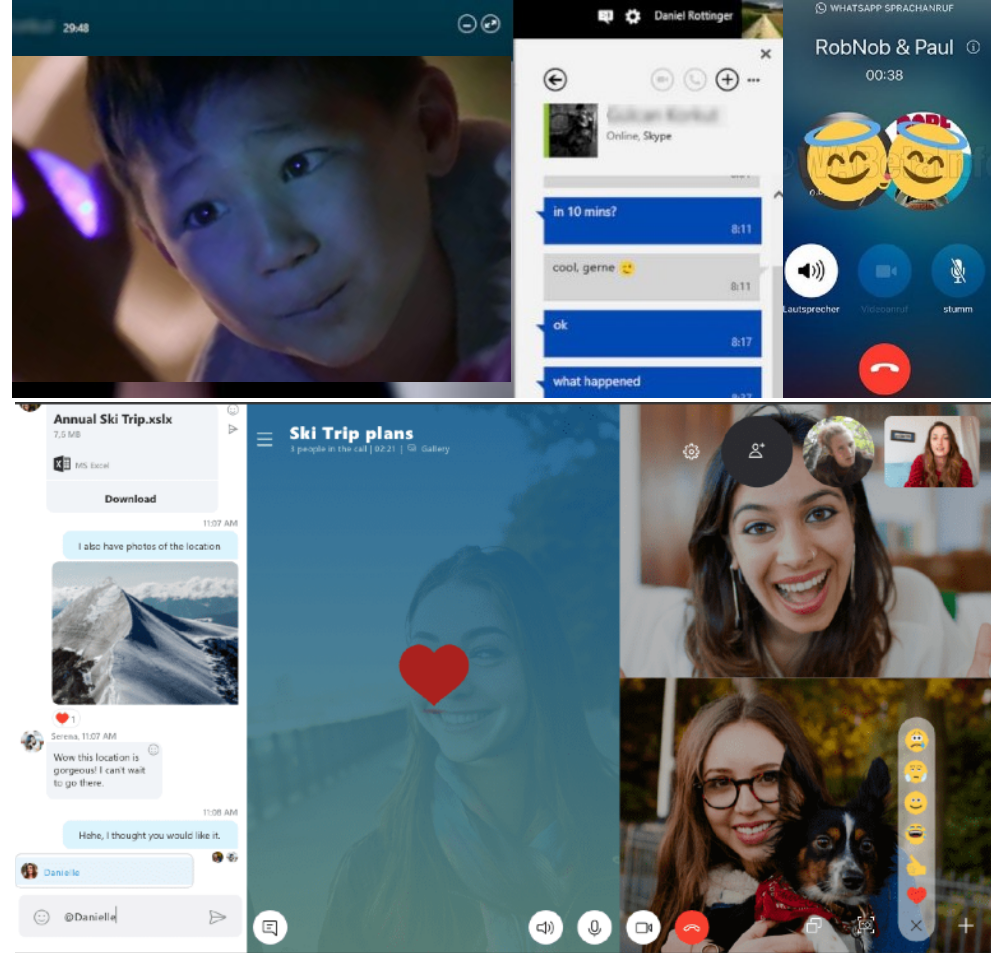 29:48
Daniel Rottinger
Online, Skype
in 10 mins?
8:11
cool, gerne
8:11
ok
8:17
what happened
WHATSAPP SPRACHANRUF
RobNob & Paul
00:38
Lautsprecher
Videoanruf
stumm
Annual Ski Trip.xslx
7,5 MB
MS Excel
Download
11:07 AM
I also have photos of the location
1
Serena, 11:07 AM
Wow this location is
gorgeous! I can't wait
to go there.
11:08 AM
Hehe, I thought you would like it.
Danielle
@Danielle
Ski Trip plans
3 people in the call | 02:21 | Gallery